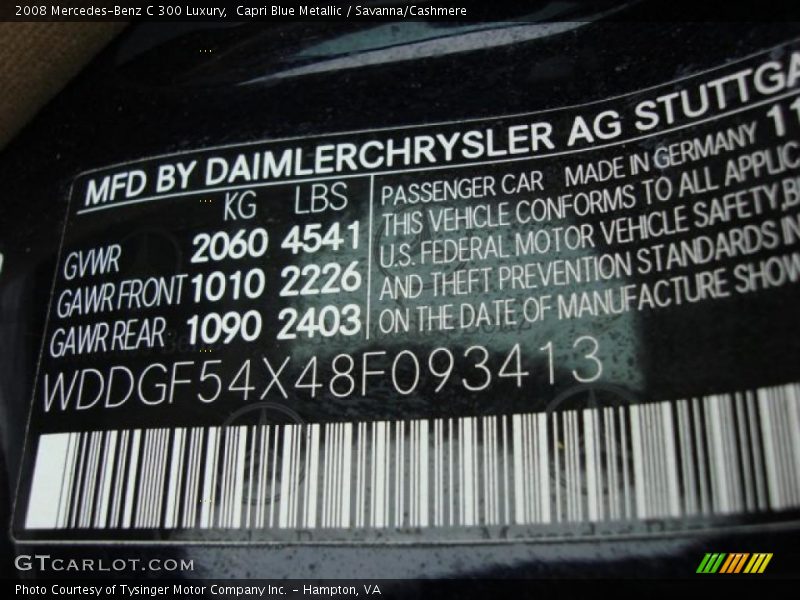 2008 Mercedes-Benz C 300 Luxury, Capri Blue Metallic / Savanna/Cashmere
MFD BY DAIMLERCHRYSLER AG STUTTGA
KG LBS
GVWR 2060 4541
GAWR FRONT 1010 2226
GAWR REAR 1090 2403
PASSENGER CAR MADE IN GERMANY 11
THIS VEHICLE CONFORMS TO ALL APPLIC
U.S. FEDERAL MOTOR VEHICLE SAFETY, B
AND THEFT PREVENTION STANDARDS IN
ON THE DATE OF MANUFACTURE SHOW
WDDGF54X48F093413
GTCARLOT.COM
Photo Courtesy of Tysinger Motor Company Inc. - Hampton, VA